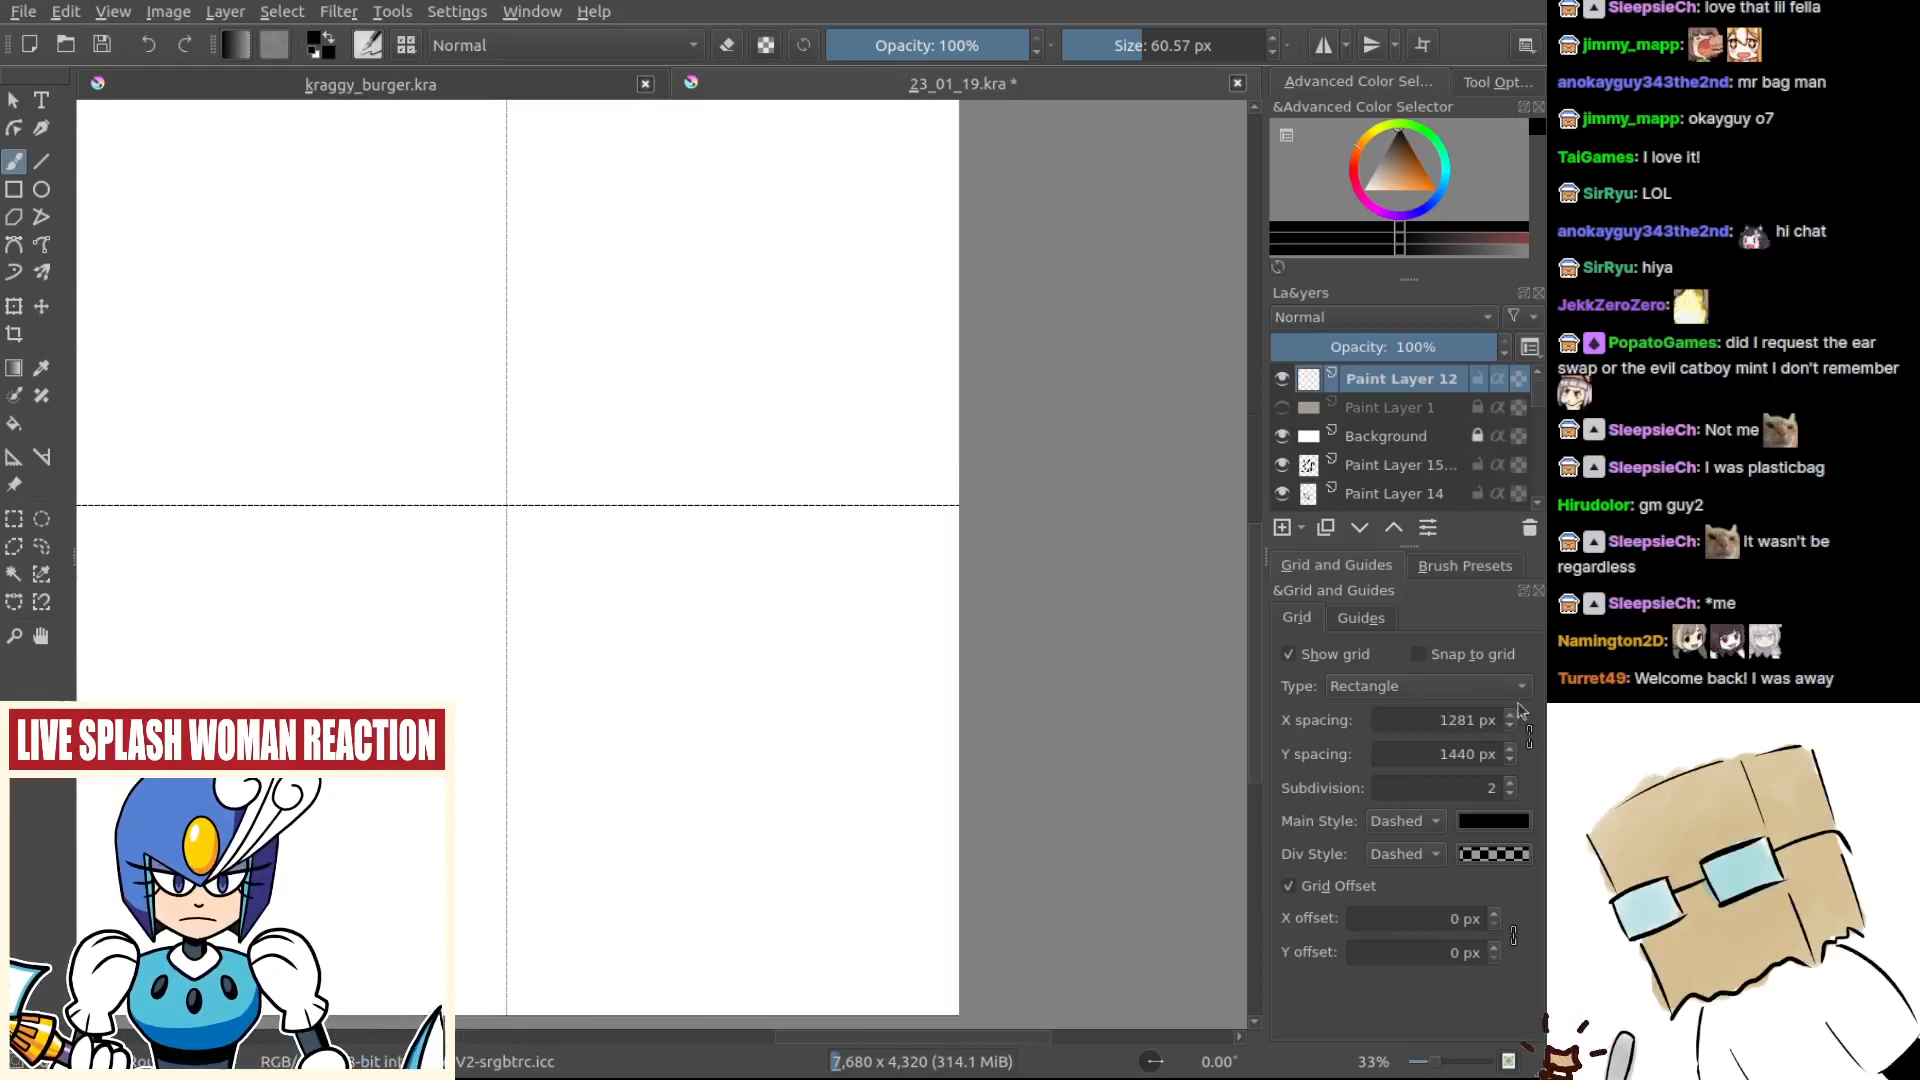 File Edit View Image Layer Select Filter Tools Settings Window Help
Normal
Opacity: 100%
Size: 60.57 px
kraggy_burger.kra
23_01_19.kra *
Advanced Color Sel...
Tool Opt...
&Advanced Color Selector
La&yers
Normal
Opacity: 100%
Paint Layer 12
Paint Layer 1
Background
Paint Layer 15...
Paint Layer 14
Grid and Guides
Brush Presets
&Grid and Guides
Grid
Guides
Show grid
Snap to grid
Type: Rectangle
X spacing: 1281 px
Y spacing: 1440 px
Subdivision: 2
Main Style: Dashed
Div Style: Dashed
Grid Offset
X offset: 0 px
Y offset: 0 px
RGB/
V2-srgbtrc.icc
7,680 x 4,320 (314.1 MiB)
0.00°
33%
LIVE SPLASH WOMAN REACTION
SleepsieCh: love that lil fella
jimmy_mapp:
anokayguy343the2nd: mr bag man
jimmy_mapp: okayguy o7
TaiGames: I love it!
SirRyu: LOL
anokayguy343the2nd: hi chat
SirRyu: hiya
JekkZeroZero:
PopatoGames: did I request the ear
swap or the evil catboy mint I don't remember
SleepsieCh: Not me
SleepsieCh: I was plasticbag
Hirudolor: gm guy2
SleepsieCh: It wasn't be
regardless
SleepsieCh: *me
Namington2D:
Turret49: Welcome back! I was away